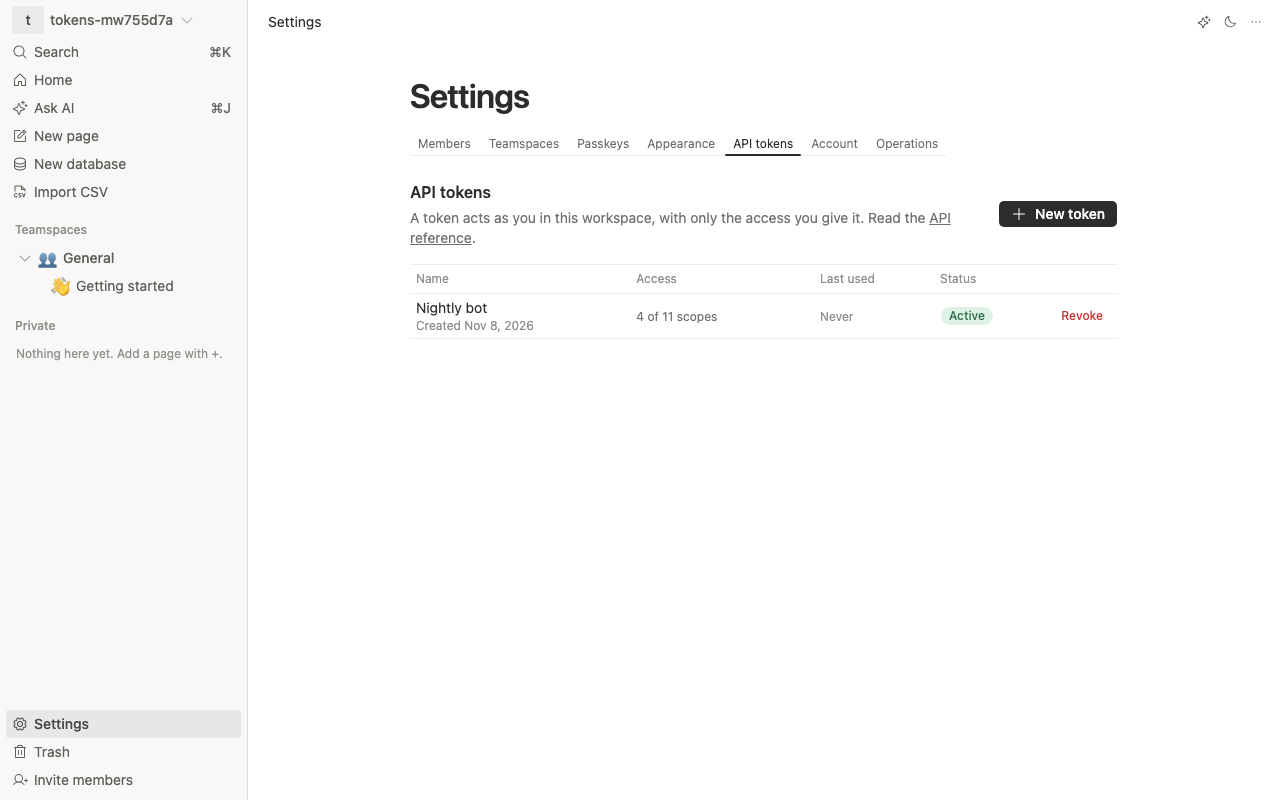 t tokens-mw755d7a
Search ⌘K
Home
Ask AI ⌘J
New page
New database
Import CSV
Teamspaces
General
Getting started
Private
Nothing here yet. Add a page with +.
Settings
Trash
Invite members
Settings
Settings
Members Teamspaces Passkeys Appearance API tokens Account Operations
API tokens
A token acts as you in this workspace, with only the access you give it. Read the API
reference.
New token
Name Access Last used Status
Nightly bot
Created Nov 8, 2026
4 of 11 scopes Never Active Revoke